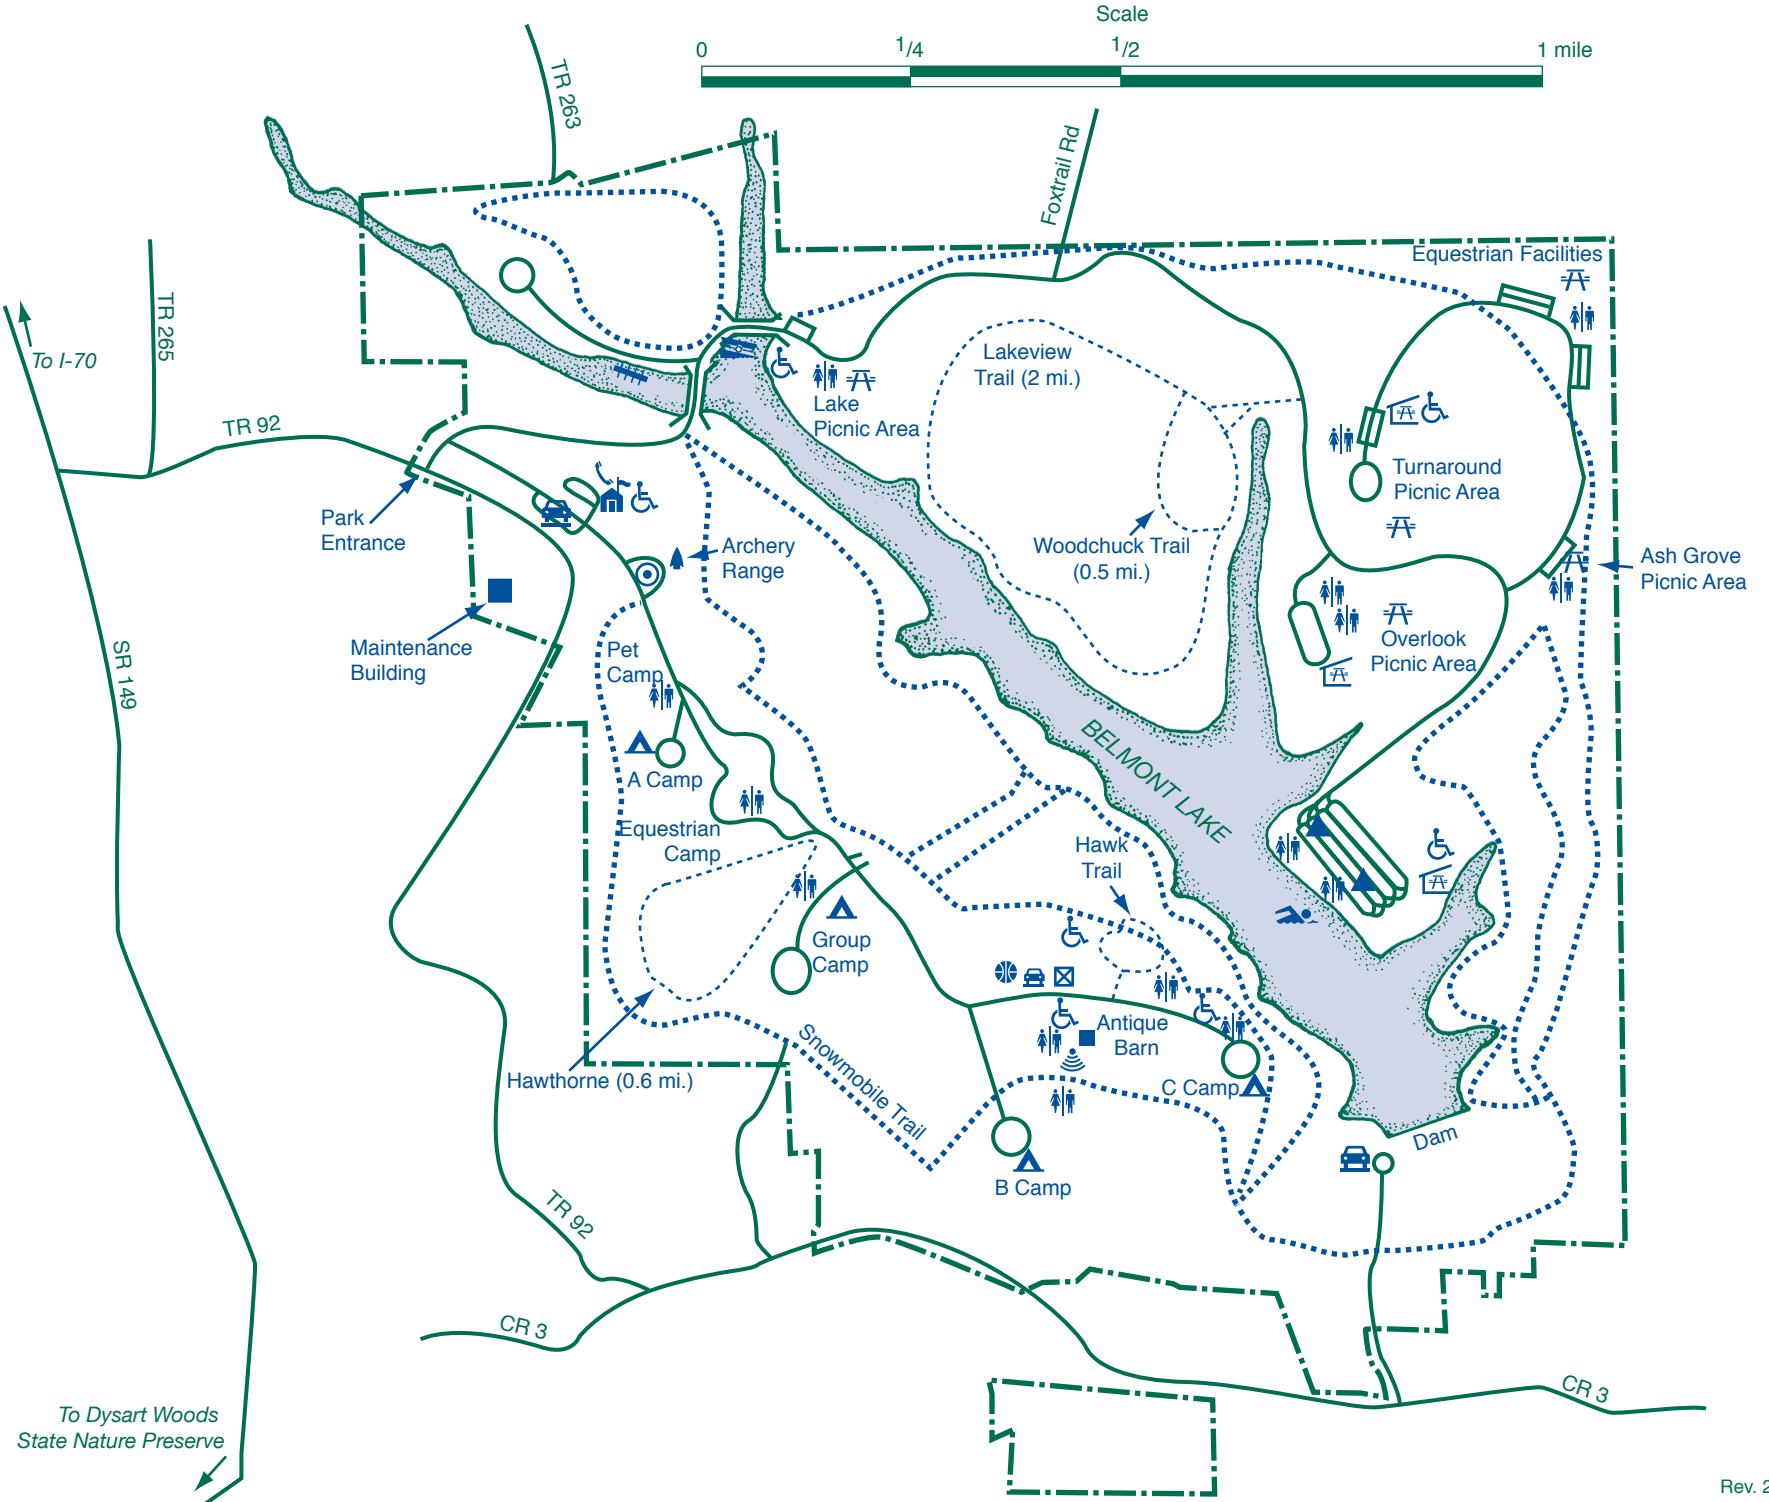 Scale
0
1/4
1/2
1 mile
TR 263
Foxtrail Rd
Equestrian Facilities
TR 265
To I-70
Lakeview
Trail (2 mi.)
Lake
Picnic Area
TR 92
Turnaround
Picnic Area
Park
Entrance
Archery
Range
Woodchuck Trail
(0.5 mi.)
Ash Grove
Picnic Area
Maintenance
Building
Pet
Camp
Overlook
Picnic Area
SR 149
A Camp
BELMONT LAKE
Equestrian
Camp
Hawk
Trail
Group
Camp
Antique
Barn
Hawthorne (0.6 mi.)
Snowmobile Trail
C Camp
Dam
B Camp
TR 92
CR 3
CR 3
To Dysart Woods
State Nature Preserve
Rev. 2